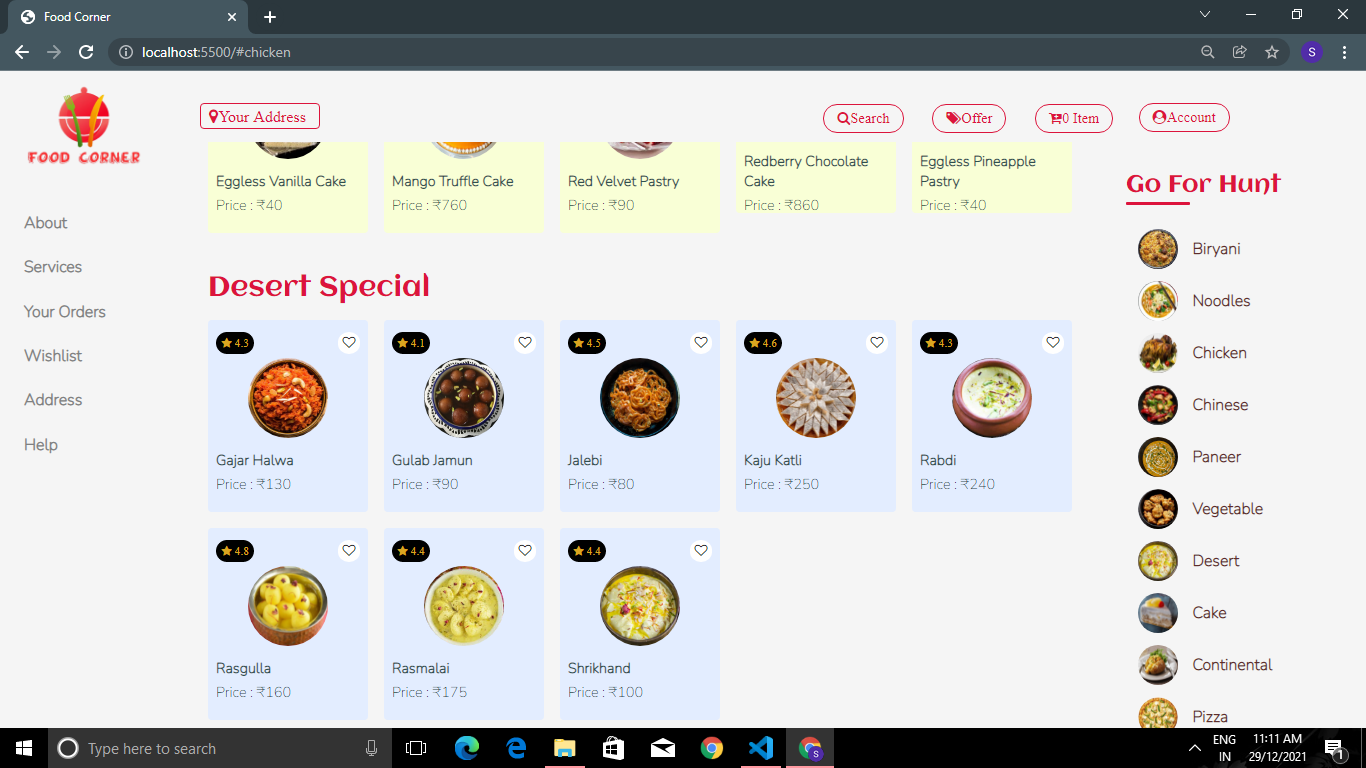 Food Corner
localhost:5500/#chicken
S
FOOD CORNER
Your Address
Search
Offer
0 Item
Account
About
Services
Your Orders
Wishlist
Address
Help
Eggless Vanilla Cake
Price : ₹40
Mango Truffle Cake
Price : ₹760
Red Velvet Pastry
Price : ₹90
Redberry Chocolate
Cake
Price : ₹860
Eggless Pineapple
Pastry
Price : ₹40
Desert Special
4.3
Gajar Halwa
Price : ₹130
4.1
Gulab Jamun
Price : ₹90
4.5
Jalebi
Price : ₹80
4.6
Kaju Katli
Price : ₹250
4.3
Rabdi
Price : ₹240
4.8
Rasgulla
Price : ₹160
4.4
Rasmalai
Price : ₹175
4.4
Shrikhand
Price : ₹100
Go For Hunt
Biryani
Noodles
Chicken
Chinese
Paneer
Vegetable
Desert
Cake
Continental
Pizza
Type here to search
S
ENG
IN
11:11 AM
29/12/2021
1